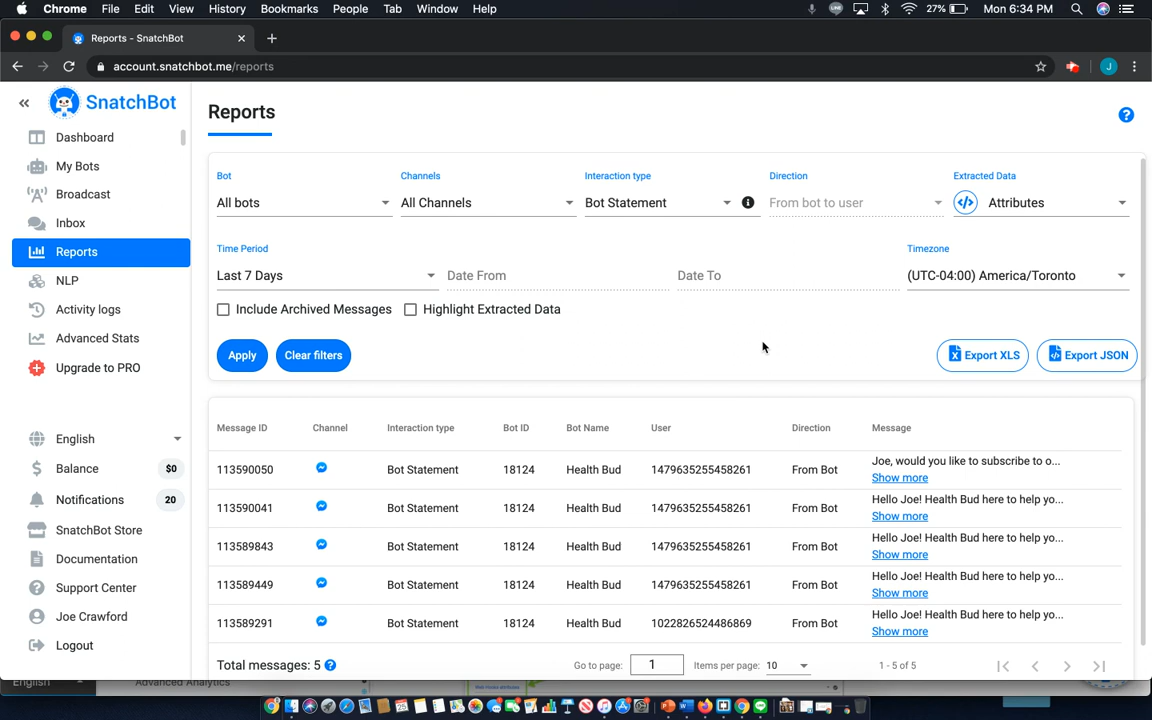 Chrome File Edit View History Bookmarks People Tab Window Help 27% Mon 6:34 PM
Reports - SnatchBot
account.snatchbot.me/reports
SnatchBot
Dashboard
My Bots
Broadcast
Inbox
Reports
NLP
Activity logs
Advanced Stats
Upgrade to PRO
English
Balance $0
Notifications 20
SnatchBot Store
Documentation
Support Center
Joe Crawford
Logout
Reports
Bot Channels Interaction type Direction Extracted Data
All bots All Channels Bot Statement From bot to user Attributes
Time Period Timezone
Last 7 Days Date From Date To (UTC-04:00) America/Toronto
Include Archived Messages Highlight Extracted Data
Apply Clear filters Export XLS Export JSON
Message ID Channel Interaction type Bot ID Bot Name User Direction Message
113590050 Bot Statement 18124 Health Bud 1479635255458261 From Bot Joe, would you like to subscribe to o...
Show more
113590041 Bot Statement 18124 Health Bud 1479635255458261 From Bot Hello Joe! Health Bud here to help yo...
Show more
113589843 Bot Statement 18124 Health Bud 1479635255458261 From Bot Hello Joe! Health Bud here to help yo...
Show more
113589449 Bot Statement 18124 Health Bud 1479635255458261 From Bot Hello Joe! Health Bud here to help yo...
Show more
113589291 Bot Statement 18124 Health Bud 1022826524486869 From Bot Hello Joe! Health Bud here to help yo...
Show more
Total messages: 5 Go to page: 1 Items per page: 10 1 - 5 of 5
English Advanced Analytics